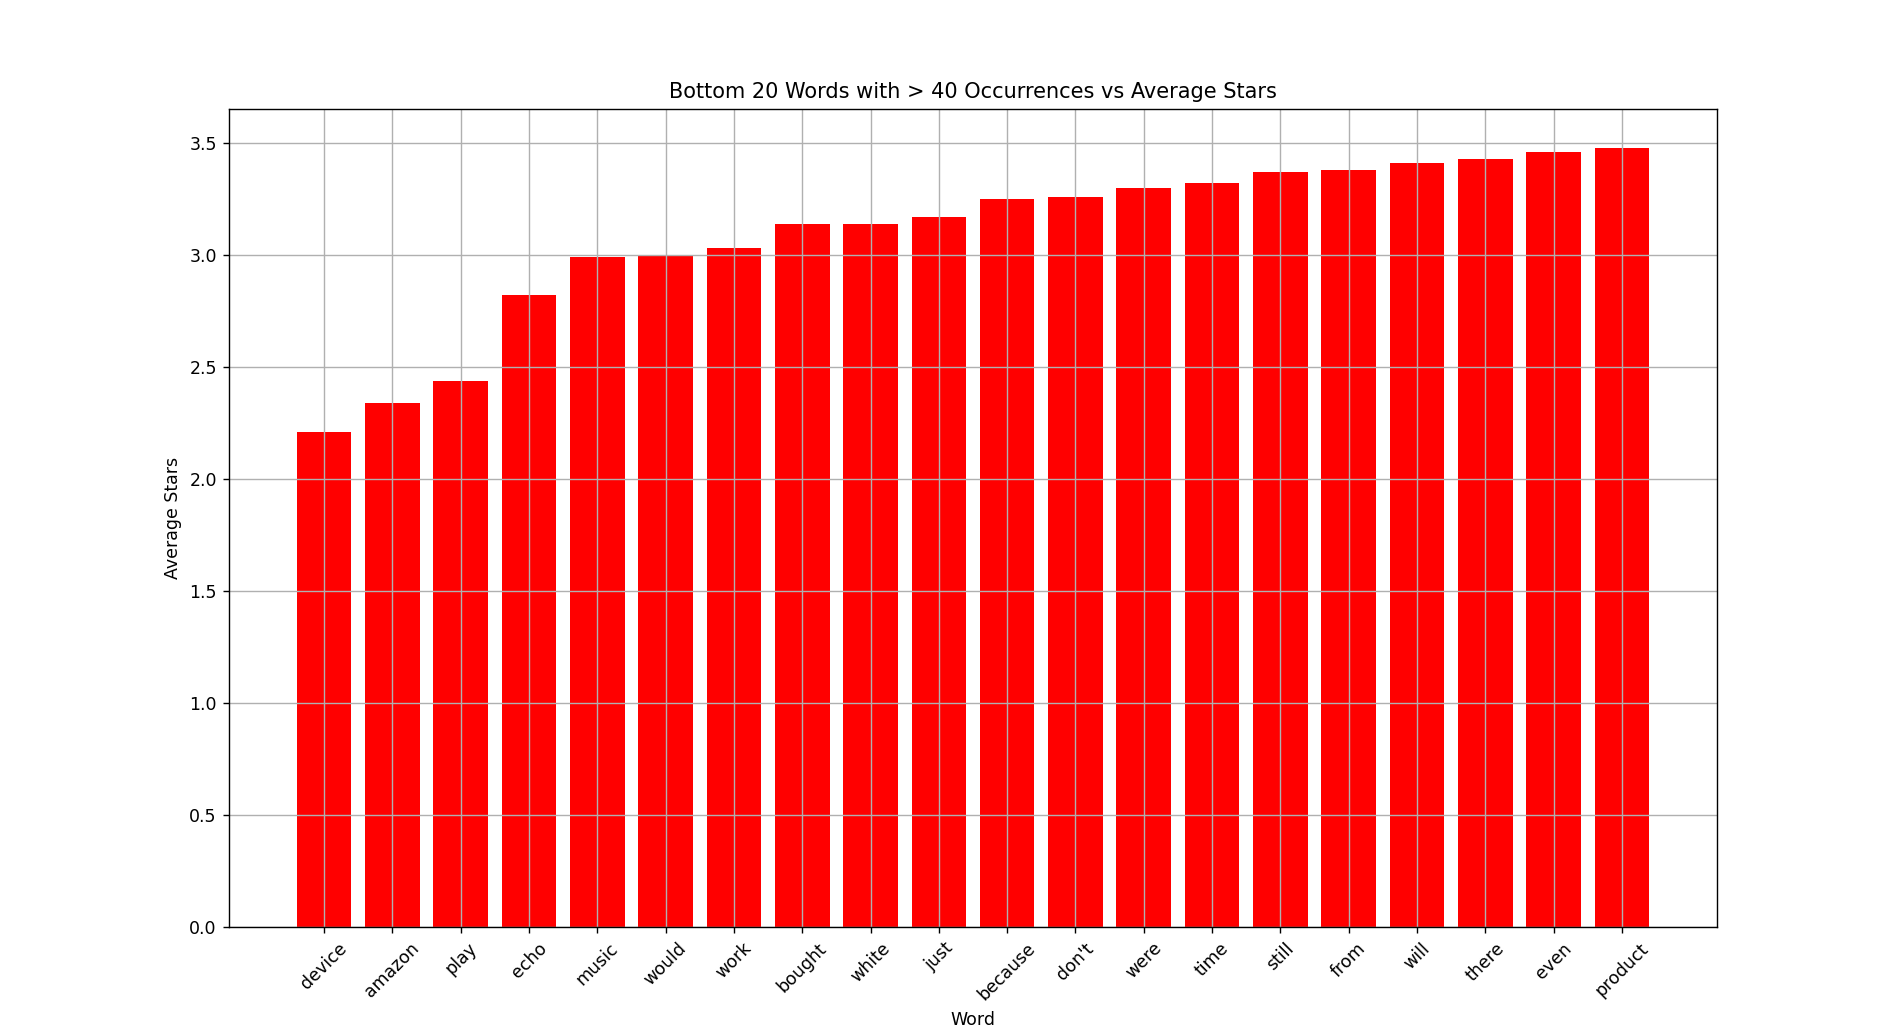 Bottom 20 Words with > 40 Occurrences vs Average Stars
Average Stars
3.5
3.0
2.5
2.0
1.5
1.0
0.5
0.0
device
amazon
play
echo
music
would
work
bought
white
just
because
don't
were
time
still
from
will
there
even
product
Word